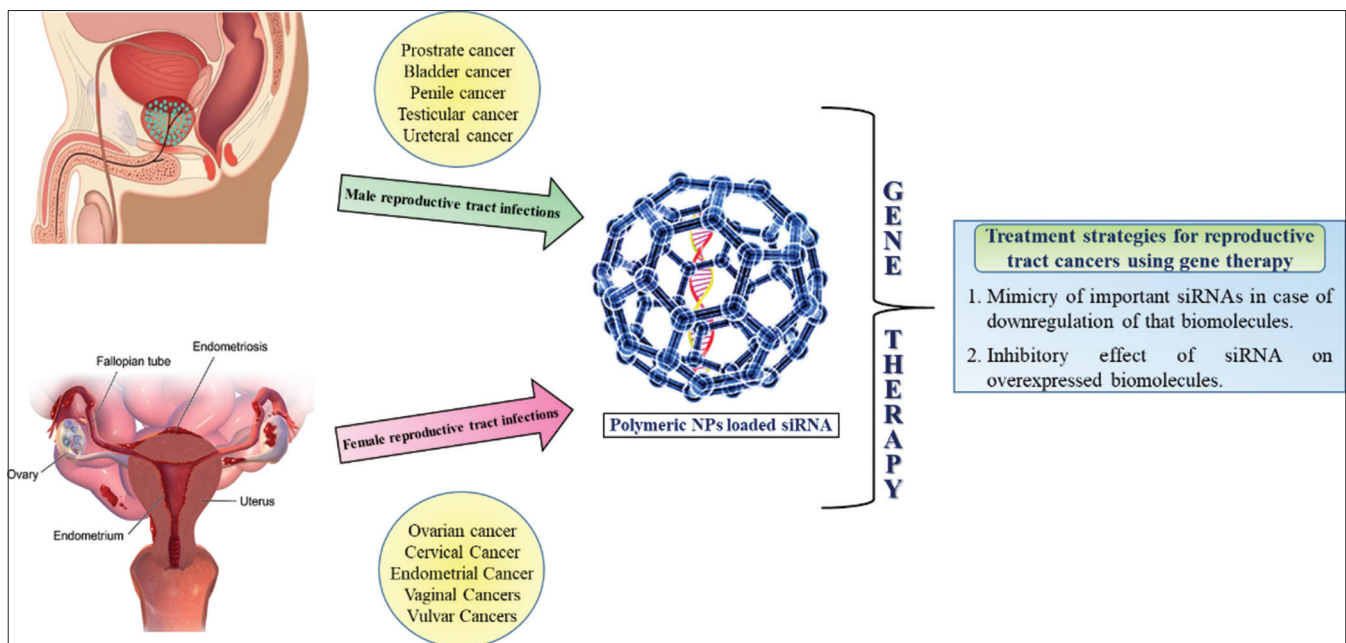 Prostrate cancer
Bladder cancer
Penile cancer
Testicular cancer
Ureteral cancer
Male reproductive tract infections
Endometriosis
Fallopian tube
Ovary
Uterus
Endometrium
Female reproductive tract infections
Ovarian cancer
Cervical Cancer
Endometrial Cancer
Vaginal Cancers
Vulvar Cancers
Polymeric NPs loaded siRNA
GENE THERAPY
Treatment strategies for reproductive
tract cancers using gene therapy
1. Mimicry of important siRNAs in case of
downregulation of that biomolecules.
2. Inhibitory effect of siRNA on
overexpressed biomolecules.